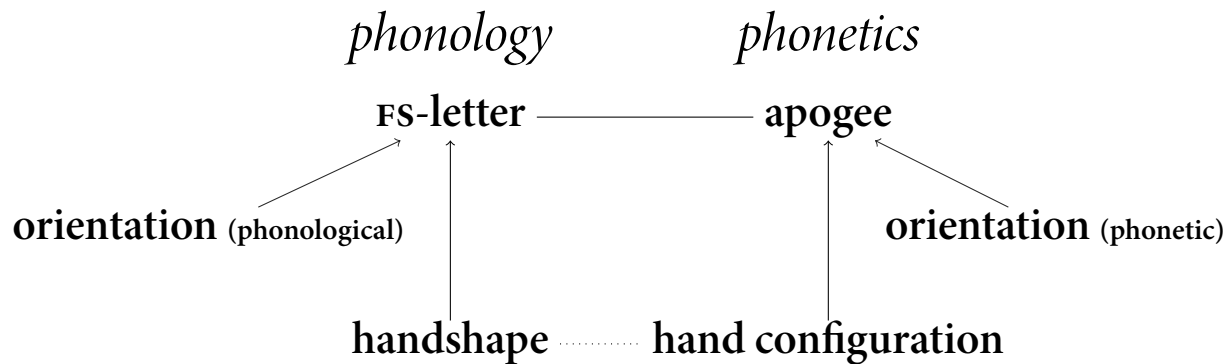 phonology phonetics
FS-letter apogee
orientation (phonological) orientation (phonetic)
handshape hand configuration